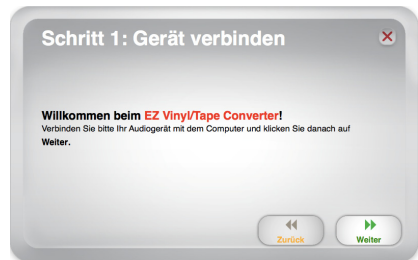 Schritt 1: Gerät verbinden
Willkommen beim EZ Vinyl/Tape Converter!
Verbinden Sie bitte Ihr Audiogerät mit dem Computer und klicken Sie danach auf
Weiter.
Zurück
Weiter